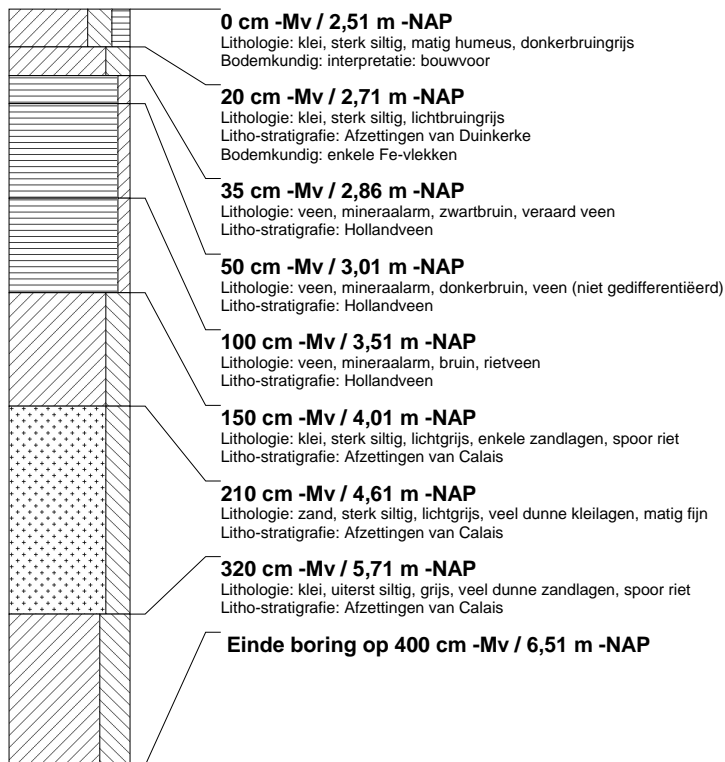 0 cm -Mv / 2,51 m -NAP
Lithologie: klei, sterk siltig, matig humeus, donkerbruingrijs
Bodemkundig: interpretatie: bouwvoor
20 cm -Mv / 2,71 m -NAP
Lithologie: klei, sterk siltig, lichtbruingrijs
Litho-stratigrafie: Afzettingen van Duinkerke
Bodemkundig: enkele Fe-vlekken
35 cm -Mv / 2,86 m -NAP
Lithologie: veen, mineraalarm, zwartbruin, veraard veen
Litho-stratigrafie: Hollandveen
50 cm -Mv / 3,01 m -NAP
Lithologie: veen, mineraalarm, donkerbruin, veen (niet gedifferentiëerd)
Litho-stratigrafie: Hollandveen
100 cm -Mv / 3,51 m -NAP
Lithologie: veen, mineraalarm, bruin, rietveen
Litho-stratigrafie: Hollandveen
150 cm -Mv / 4,01 m -NAP
Lithologie: klei, sterk siltig, lichtgrijs, enkele zandlagen, spoor riet
Litho-stratigrafie: Afzettingen van Calais
210 cm -Mv / 4,61 m -NAP
Lithologie: zand, sterk siltig, lichtgrijs, veel dunne kleilagen, matig fijn
Litho-stratigrafie: Afzettingen van Calais
320 cm -Mv / 5,71 m -NAP
Lithologie: klei, uiterst siltig, grijs, veel dunne zandlagen, spoor riet
Litho-stratigrafie: Afzettingen van Calais
Einde boring op 400 cm -Mv / 6,51 m -NAP